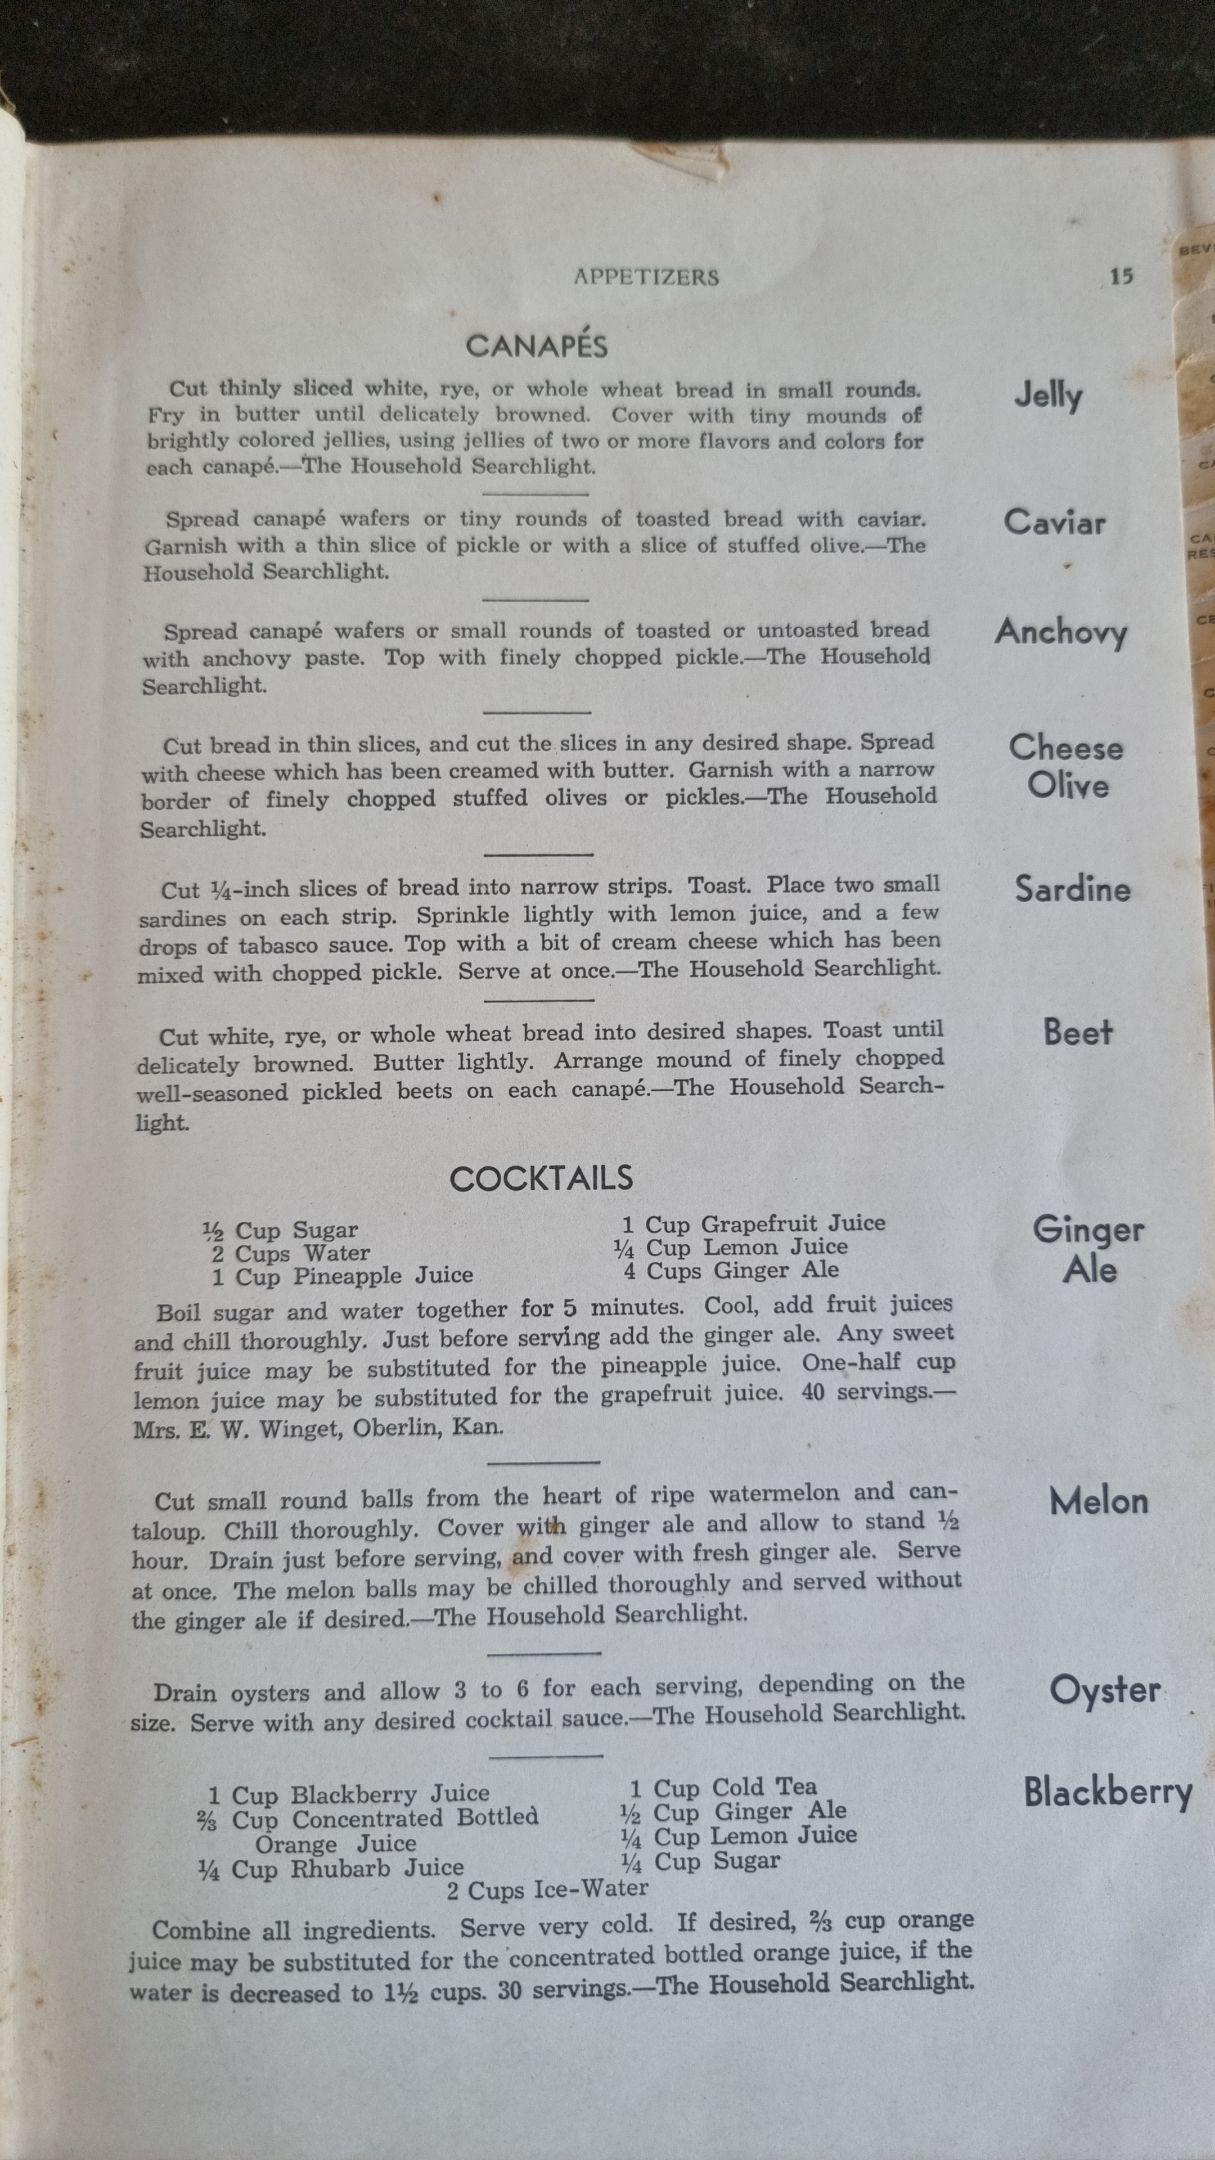 APPETIZERS 15
CANAPÉS
Jelly
Cut thinly sliced white, rye, or whole wheat bread in small rounds.
Fry in butter until delicately browned. Cover with tiny mounds of
brightly colored jellies, using jellies of two or more flavors and colors for
each canapé.—The Household Searchlight.
Caviar
Spread canapé wafers or tiny rounds of toasted bread with caviar.
Garnish with a thin slice of pickle or with a slice of stuffed olive.—The
Household Searchlight.
Anchovy
Spread canapé wafers or small rounds of toasted or untoasted bread
with anchovy paste. Top with finely chopped pickle.—The Household
Searchlight.
Cheese
Olive
Cut bread in thin slices, and cut the slices in any desired shape. Spread
with cheese which has been creamed with butter. Garnish with a narrow
border of finely chopped stuffed olives or pickles.—The Household
Searchlight.
Sardine
Cut ¼-inch slices of bread into narrow strips. Toast. Place two small
sardines on each strip. Sprinkle lightly with lemon juice, and a few
drops of tabasco sauce. Top with a bit of cream cheese which has been
mixed with chopped pickle. Serve at once.—The Household Searchlight.
Beet
Cut white, rye, or whole wheat bread into desired shapes. Toast until
delicately browned. Butter lightly. Arrange mound of finely chopped
well-seasoned pickled beets on each canapé.—The Household Search-
light.
COCKTAILS
Ginger
Ale
½ Cup Sugar
2 Cups Water
1 Cup Pineapple Juice
1 Cup Grapefruit Juice
¼ Cup Lemon Juice
4 Cups Ginger Ale
Boil sugar and water together for 5 minutes. Cool, add fruit juices
and chill thoroughly. Just before serving add the ginger ale. Any sweet
fruit juice may be substituted for the pineapple juice. One-half cup
lemon juice may be substituted for the grapefruit juice. 40 servings.—
Mrs. E. W. Winget, Oberlin, Kan.
Melon
Cut small round balls from the heart of ripe watermelon and can-
taloup. Chill thoroughly. Cover with ginger ale and allow to stand ½
hour. Drain just before serving, and cover with fresh ginger ale. Serve
at once. The melon balls may be chilled thoroughly and served without
the ginger ale if desired.—The Household Searchlight.
Oyster
Drain oysters and allow 3 to 6 for each serving, depending on the
size. Serve with any desired cocktail sauce.—The Household Searchlight.
Blackberry
1 Cup Blackberry Juice
⅔ Cup Concentrated Bottled
Orange Juice
¼ Cup Rhubarb Juice
1 Cup Cold Tea
½ Cup Ginger Ale
¼ Cup Lemon Juice
¼ Cup Sugar
2 Cups Ice-Water
Combine all ingredients. Serve very cold. If desired, ⅔ cup orange
juice may be substituted for the concentrated bottled orange juice, if the
water is decreased to 1½ cups. 30 servings.—The Household Searchlight.